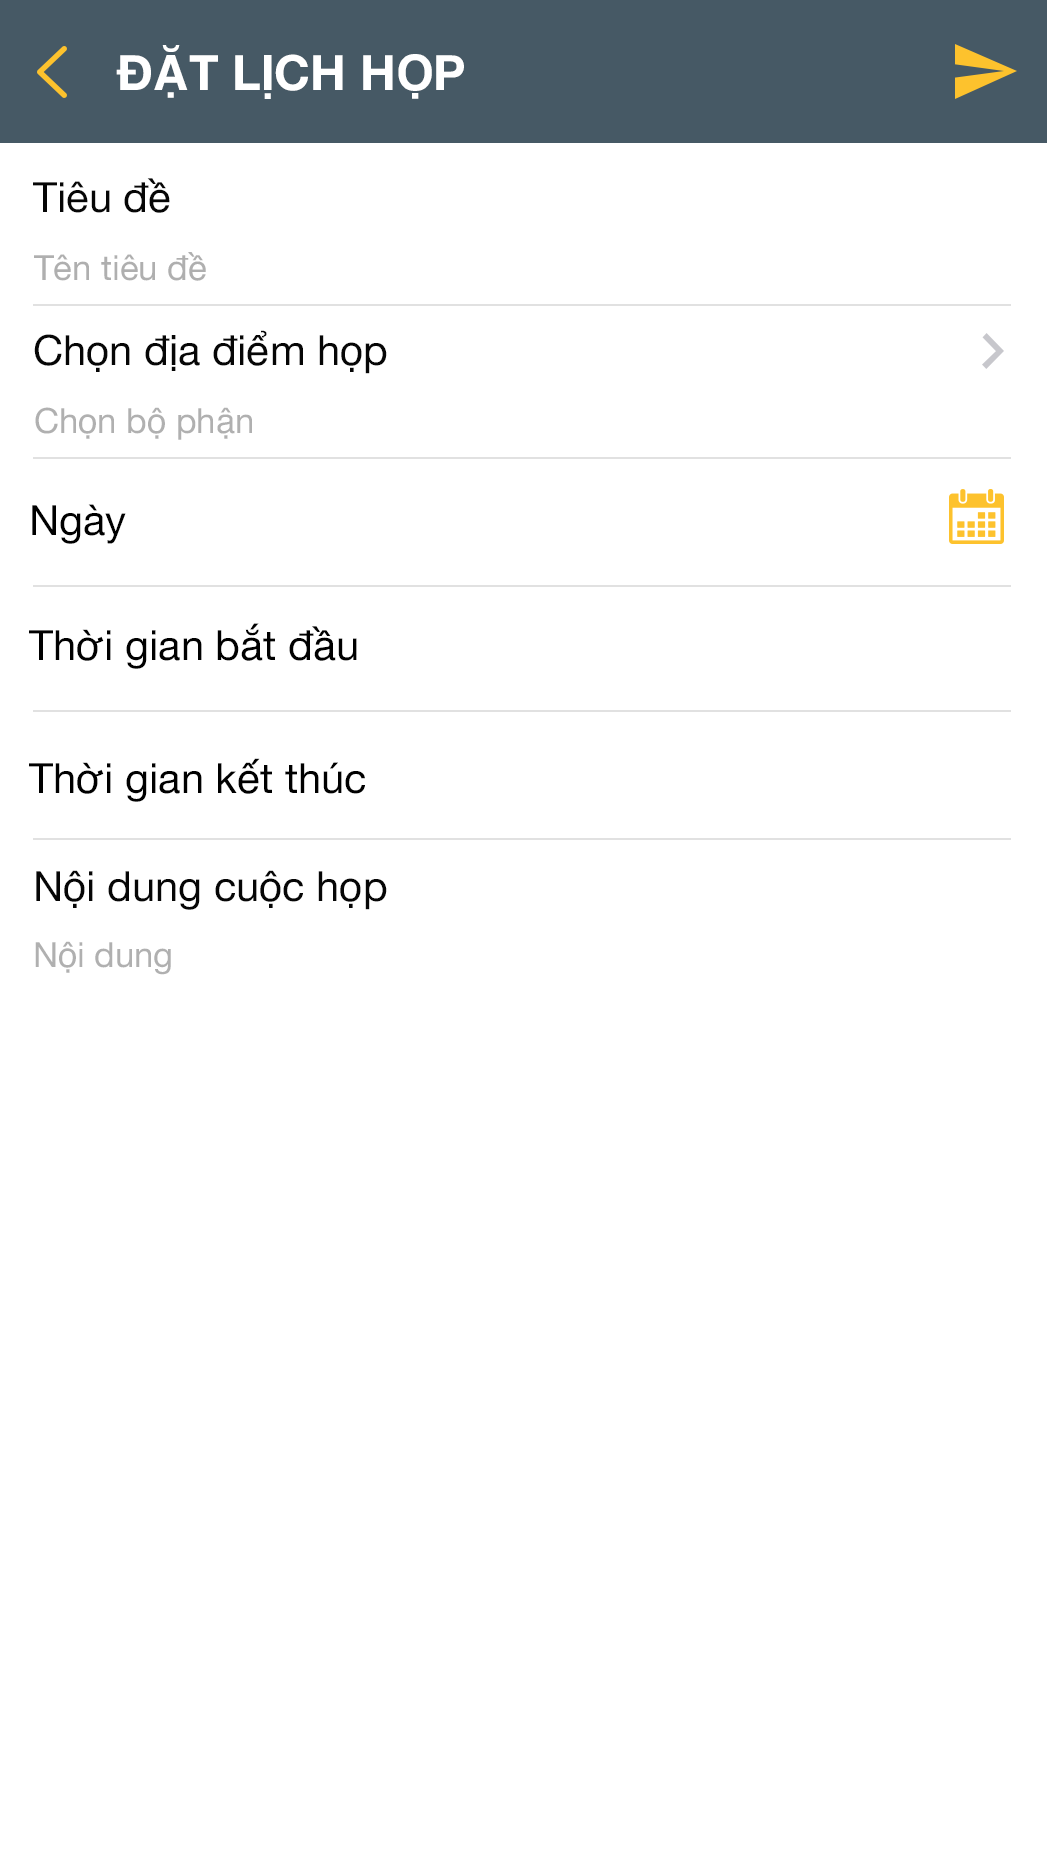 ĐẶT LỊCH HỌP
Tiêu đề
Tên tiêu đề
Chọn địa điểm họp
Chọn bộ phận
Ngày
Thời gian bắt đầu
Thời gian kết thúc
Nội dung cuộc họp
Nội dung